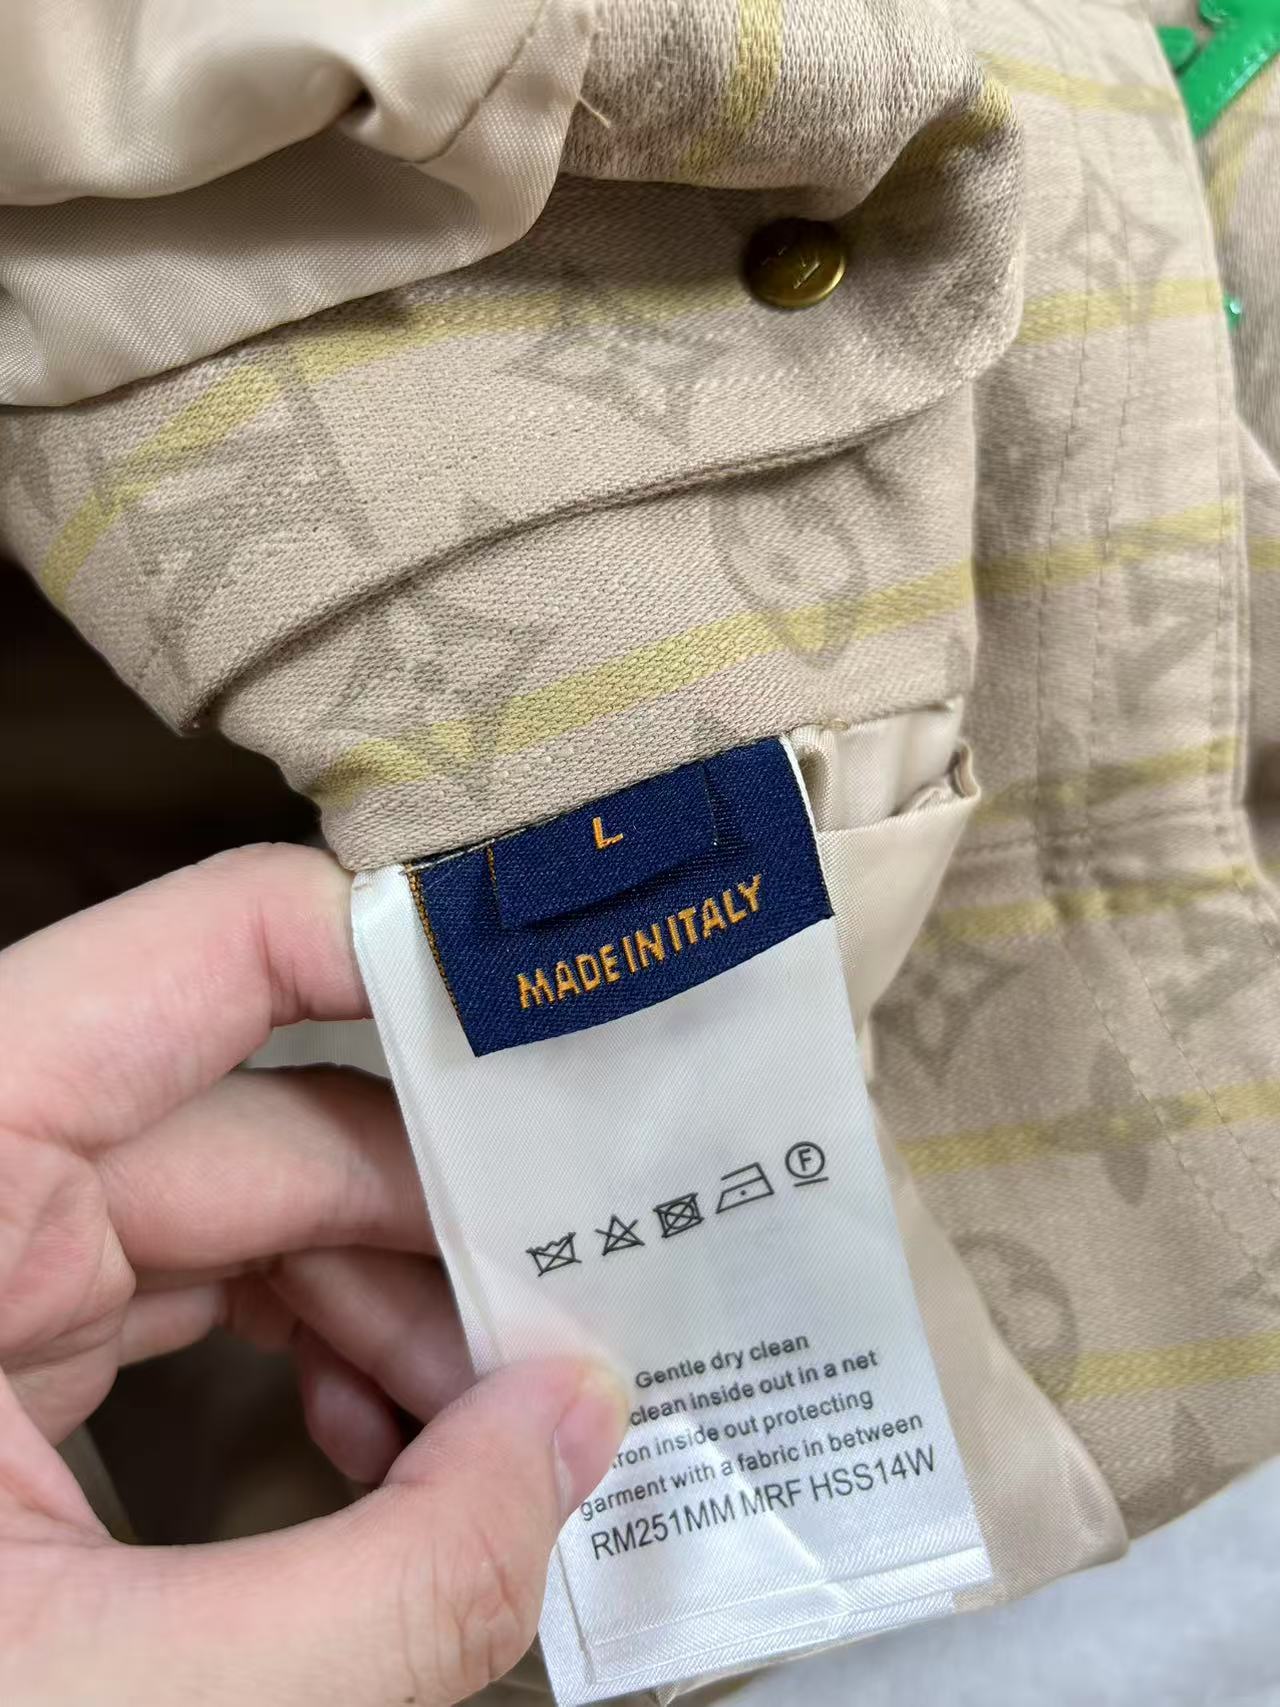 L
MADE IN ITALY
F
Gentle dry clean
clean inside out in a net
iron inside out protecting
garment with a fabric in between
RM251MM MRF HSS14W